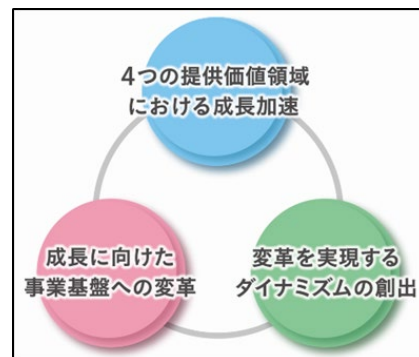 4つの提供価値領域
における成長加速
成長に向けた
事業基盤への変革
変革を実現する
ダイナミズムの創出